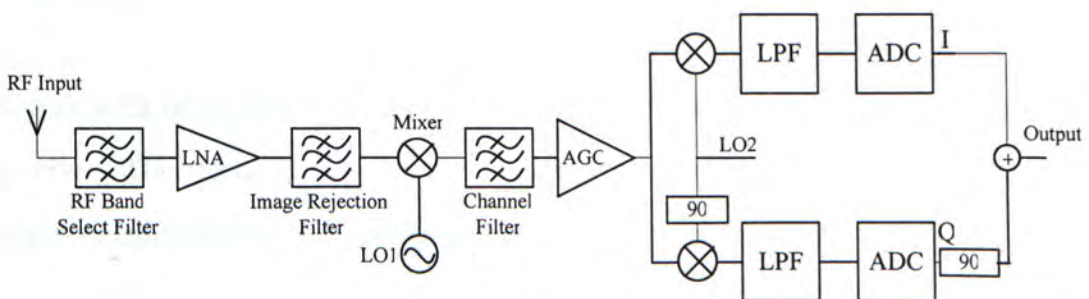 RF Input
RF Band
Select Filter
LNA
Image Rejection
Filter
Mixer
LO1
Channel
Filter
AGC
LPF
ADC
I
LO2
90
LPF
ADC
Q
90
+
Output